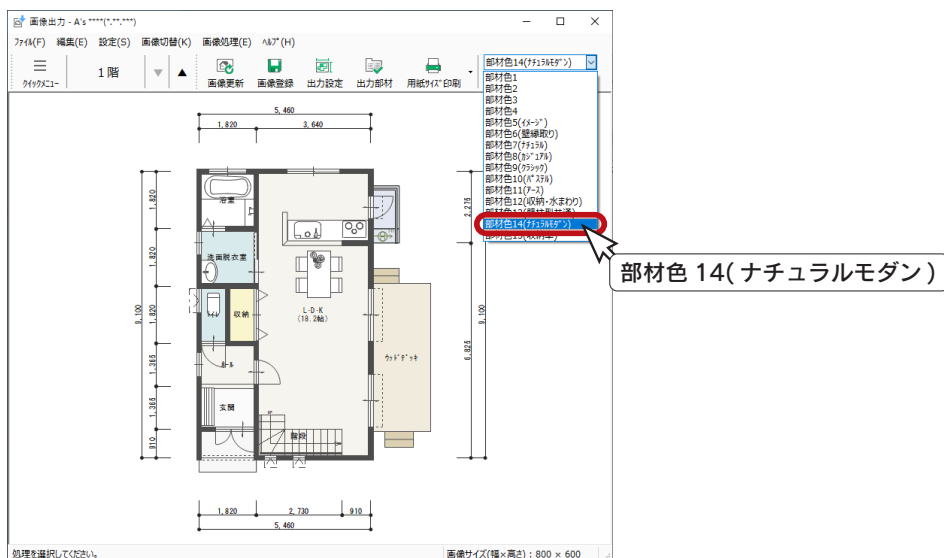 画像出力 - A's ****(*.**.***)
ﾌｧｲﾙ(F) 編集(E) 設定(S) 画像切替(K) 画像処理(E) ﾍﾙﾌﾟ(H)
ｸｲｯｸﾒﾆｭｰ
1 階
画像更新
画像登録
出力設定
出力部材
用紙ｻｲｽﾞ印刷
部材色14(ﾅﾁｭﾗﾙﾓﾀﾞﾝ)
部材色1
部材色2
部材色3
部材色4
部材色5(ｲﾒｰｼﾞ)
部材色6(壁縁取り)
部材色7(ﾅﾁｭﾗﾙ)
部材色8(ｶｼﾞｭｱﾙ)
部材色9(ｸﾗｼｯｸ)
部材色10(ﾊﾟｽﾃﾙ)
部材色11(ｱｰｽ)
部材色12(収納・水まわり)
部材色14(ﾅﾁｭﾗﾙﾓﾀﾞﾝ)
部材色 14( ナチュラルモダン )
5,460
1,820
3,640
1,820
1,820
1,820
1,365
1,365
910
9,100
2,275
6,825
9,100
浴室
洗面脱衣室
ﾄｲﾚ
収納
L・D・K
(18.2帖)
ﾎｰﾙ
玄関
階段
ｳｯﾄﾞﾃﾞｯｷ
1,820
2,730
910
5,460
処理を選択してください。
画像サイズ(幅×高さ) : 800 × 600